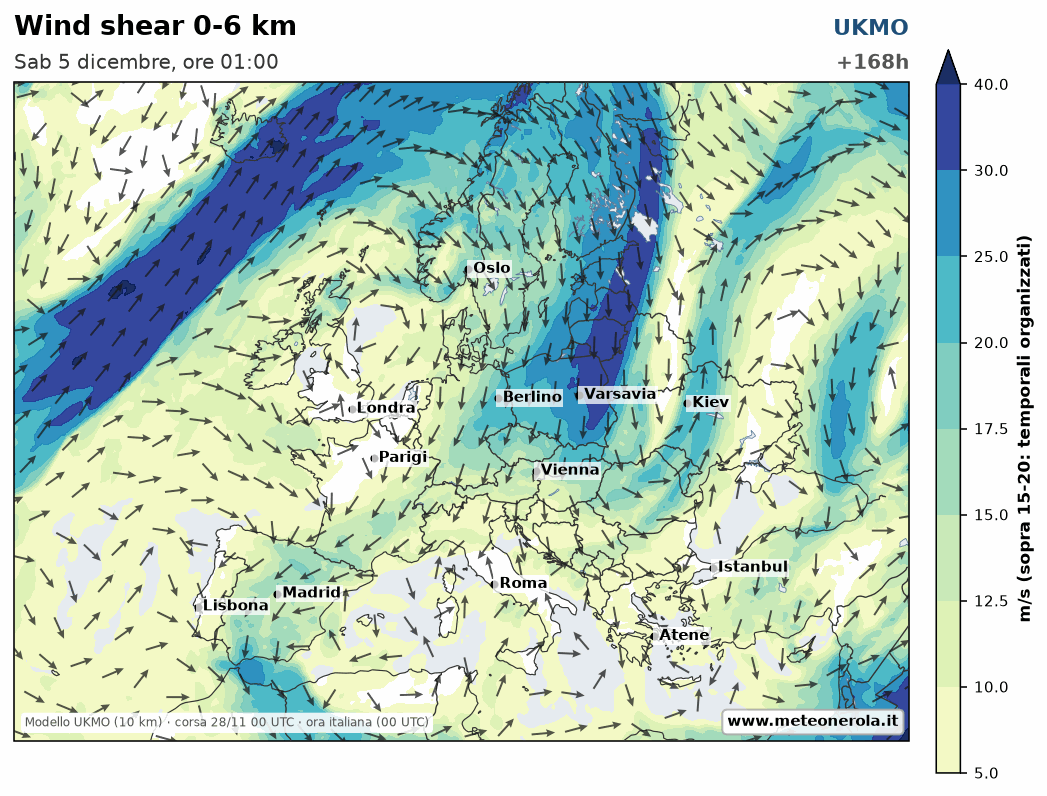 Wind shear 0-6 km
UKMO
Sab 5 dicembre, ore 01:00
+168h
40.0
30.0
25.0
20.0
17.5
15.0
12.5
10.0
5.0
m/s (sopra 15-20: temporali organizzati)
Oslo
Berlino
Varsavia
Kiev
Londra
Parigi
Vienna
Istanbul
Roma
Madrid
Lisbona
Atene
Modello UKMO (10 km) · corsa 28/11 00 UTC · ora italiana (00 UTC)
www.meteonerola.it